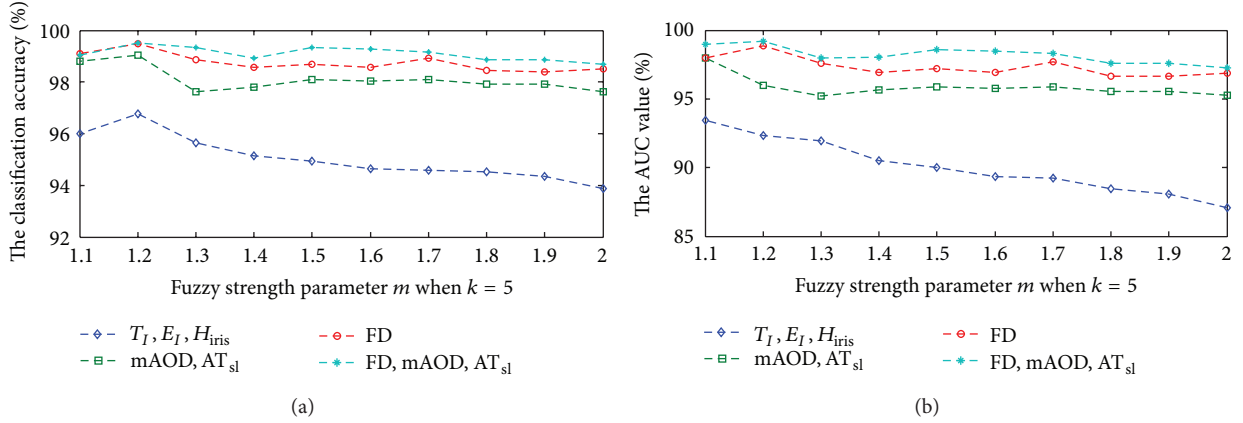 The classification accuracy (%)
100
98
96
94
92
1.1 1.2 1.3 1.4 1.5 1.6 1.7 1.8 1.9 2
Fuzzy strength parameter m when k = 5
T_I, E_I, H_iris
mAOD, AT_sl
FD
FD, mAOD, AT_sl
(a)
The AUC value (%)
100
95
90
85
1.1 1.2 1.3 1.4 1.5 1.6 1.7 1.8 1.9 2
Fuzzy strength parameter m when k = 5
T_I, E_I, H_iris
mAOD, AT_sl
FD
FD, mAOD, AT_sl
(b)